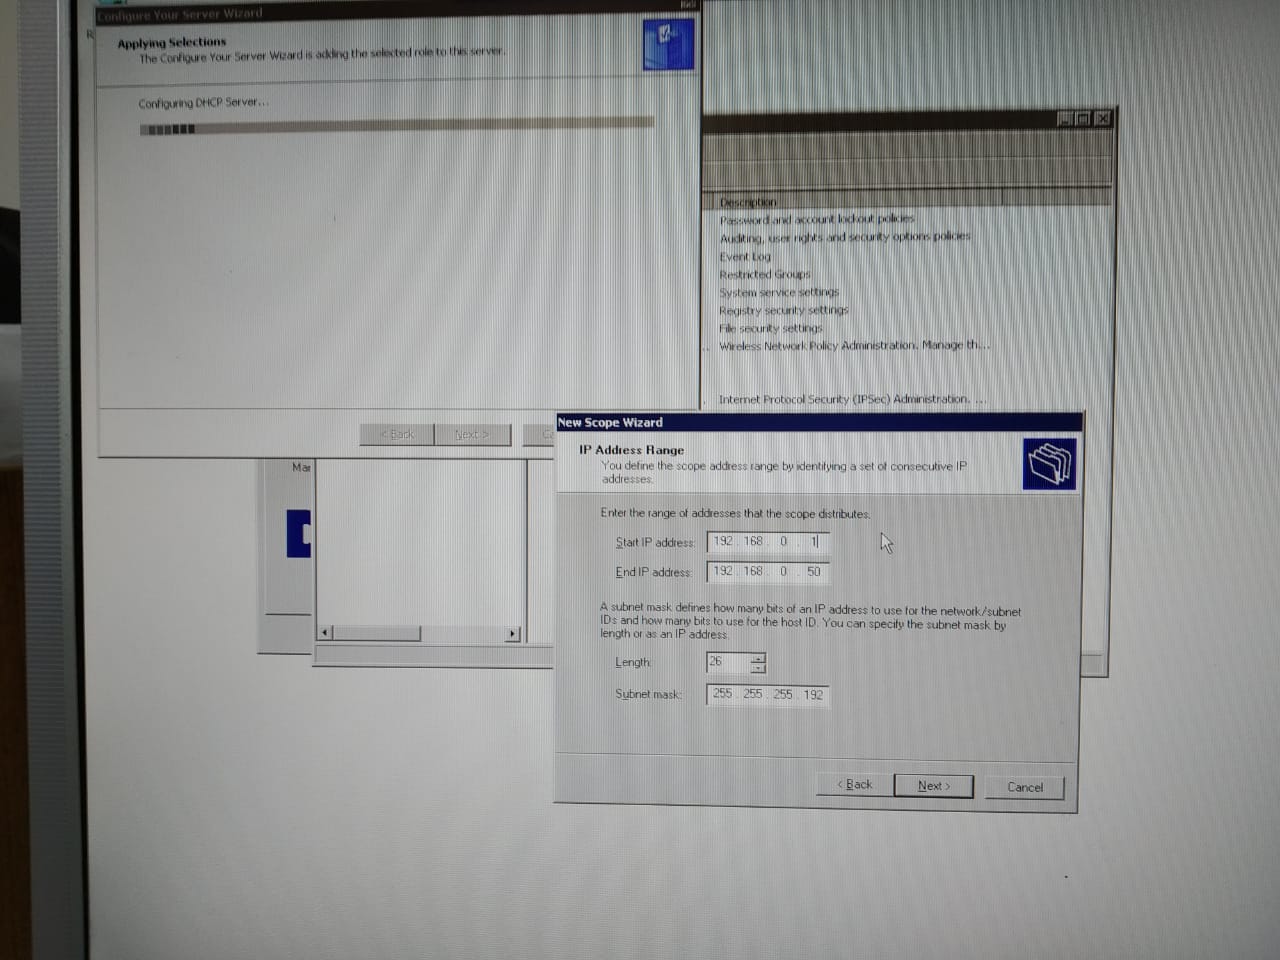 Configure Your Server Wizard
Applying Selections
The Configure Your Server Wizard is adding the selected role to this server.
Configuring DHCP Server...
< Back
Next >
Description
Password and account lockout policies
Auditing, user rights and security options policies
Event Log
Restricted Groups
System service settings
Registry security settings
File security settings
Wireless Network Policy Administration. Manage th...
Internet Protocol Security (IPSec) Administration. ...
Mar
New Scope Wizard
IP Address Range
You define the scope address range by identifying a set of consecutive IP
addresses.
Enter the range of addresses that the scope distributes.
Start IP address: 192 . 168 . 0 . 1
End IP address: 192 . 168 . 0 . 50
A subnet mask defines how many bits of an IP address to use for the network/subnet
IDs and how many bits to use for the host ID. You can specify the subnet mask by
length or as an IP address.
Length: 26
Subnet mask: 255 . 255 . 255 . 192
< Back
Next >
Cancel